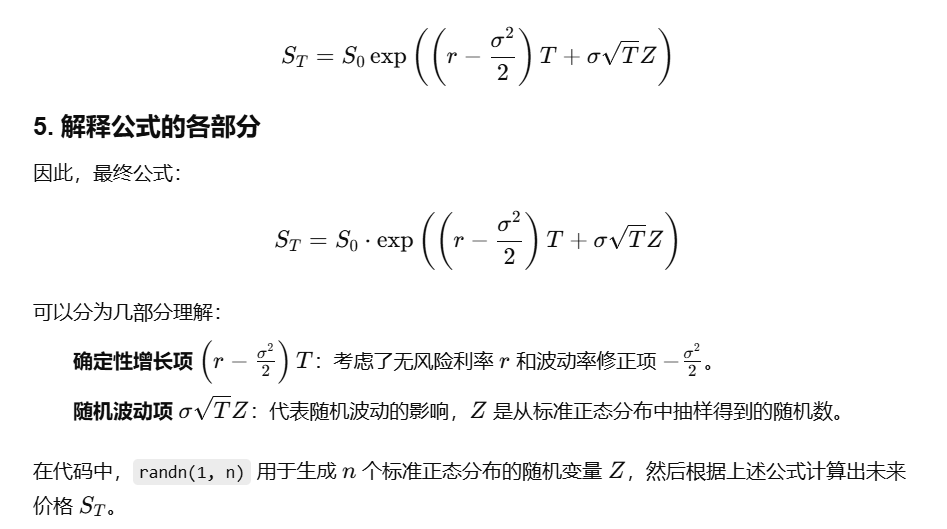 $S_T = S_0 \exp\left(\left(r - \frac{\sigma^2}{2}\right)T + \sigma\sqrt{T}Z\right)$
5. 解释公式的各部分
因此，最终公式：
$S_T = S_0 \cdot \exp\left(\left(r - \frac{\sigma^2}{2}\right)T + \sigma\sqrt{T}Z\right)$
可以分为几部分理解：
确定性增长项 $\left(r - \frac{\sigma^2}{2}\right)T$：考虑了无风险利率 $r$ 和波动率修正项 $-\frac{\sigma^2}{2}$。
随机波动项 $\sigma\sqrt{T}Z$：代表随机波动的影响，$Z$ 是从标准正态分布中抽样得到的随机数。
在代码中，randn(1, n) 用于生成 $n$ 个标准正态分布的随机变量 $Z$，然后根据上述公式计算出未来
价格 $S_T$。